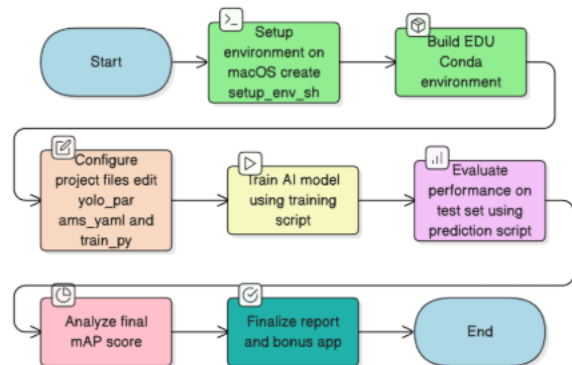 Start
Setup
environment on
macOS create
setup_env_sh
Build EDU
Conda
environment
Configure
project files edit
yolo_par
ams_yaml and
train_py
Train AI model
using training
script
Evaluate
performance on
test set using
prediction script
Analyze final
mAP score
Finalize report
and bonus app
End